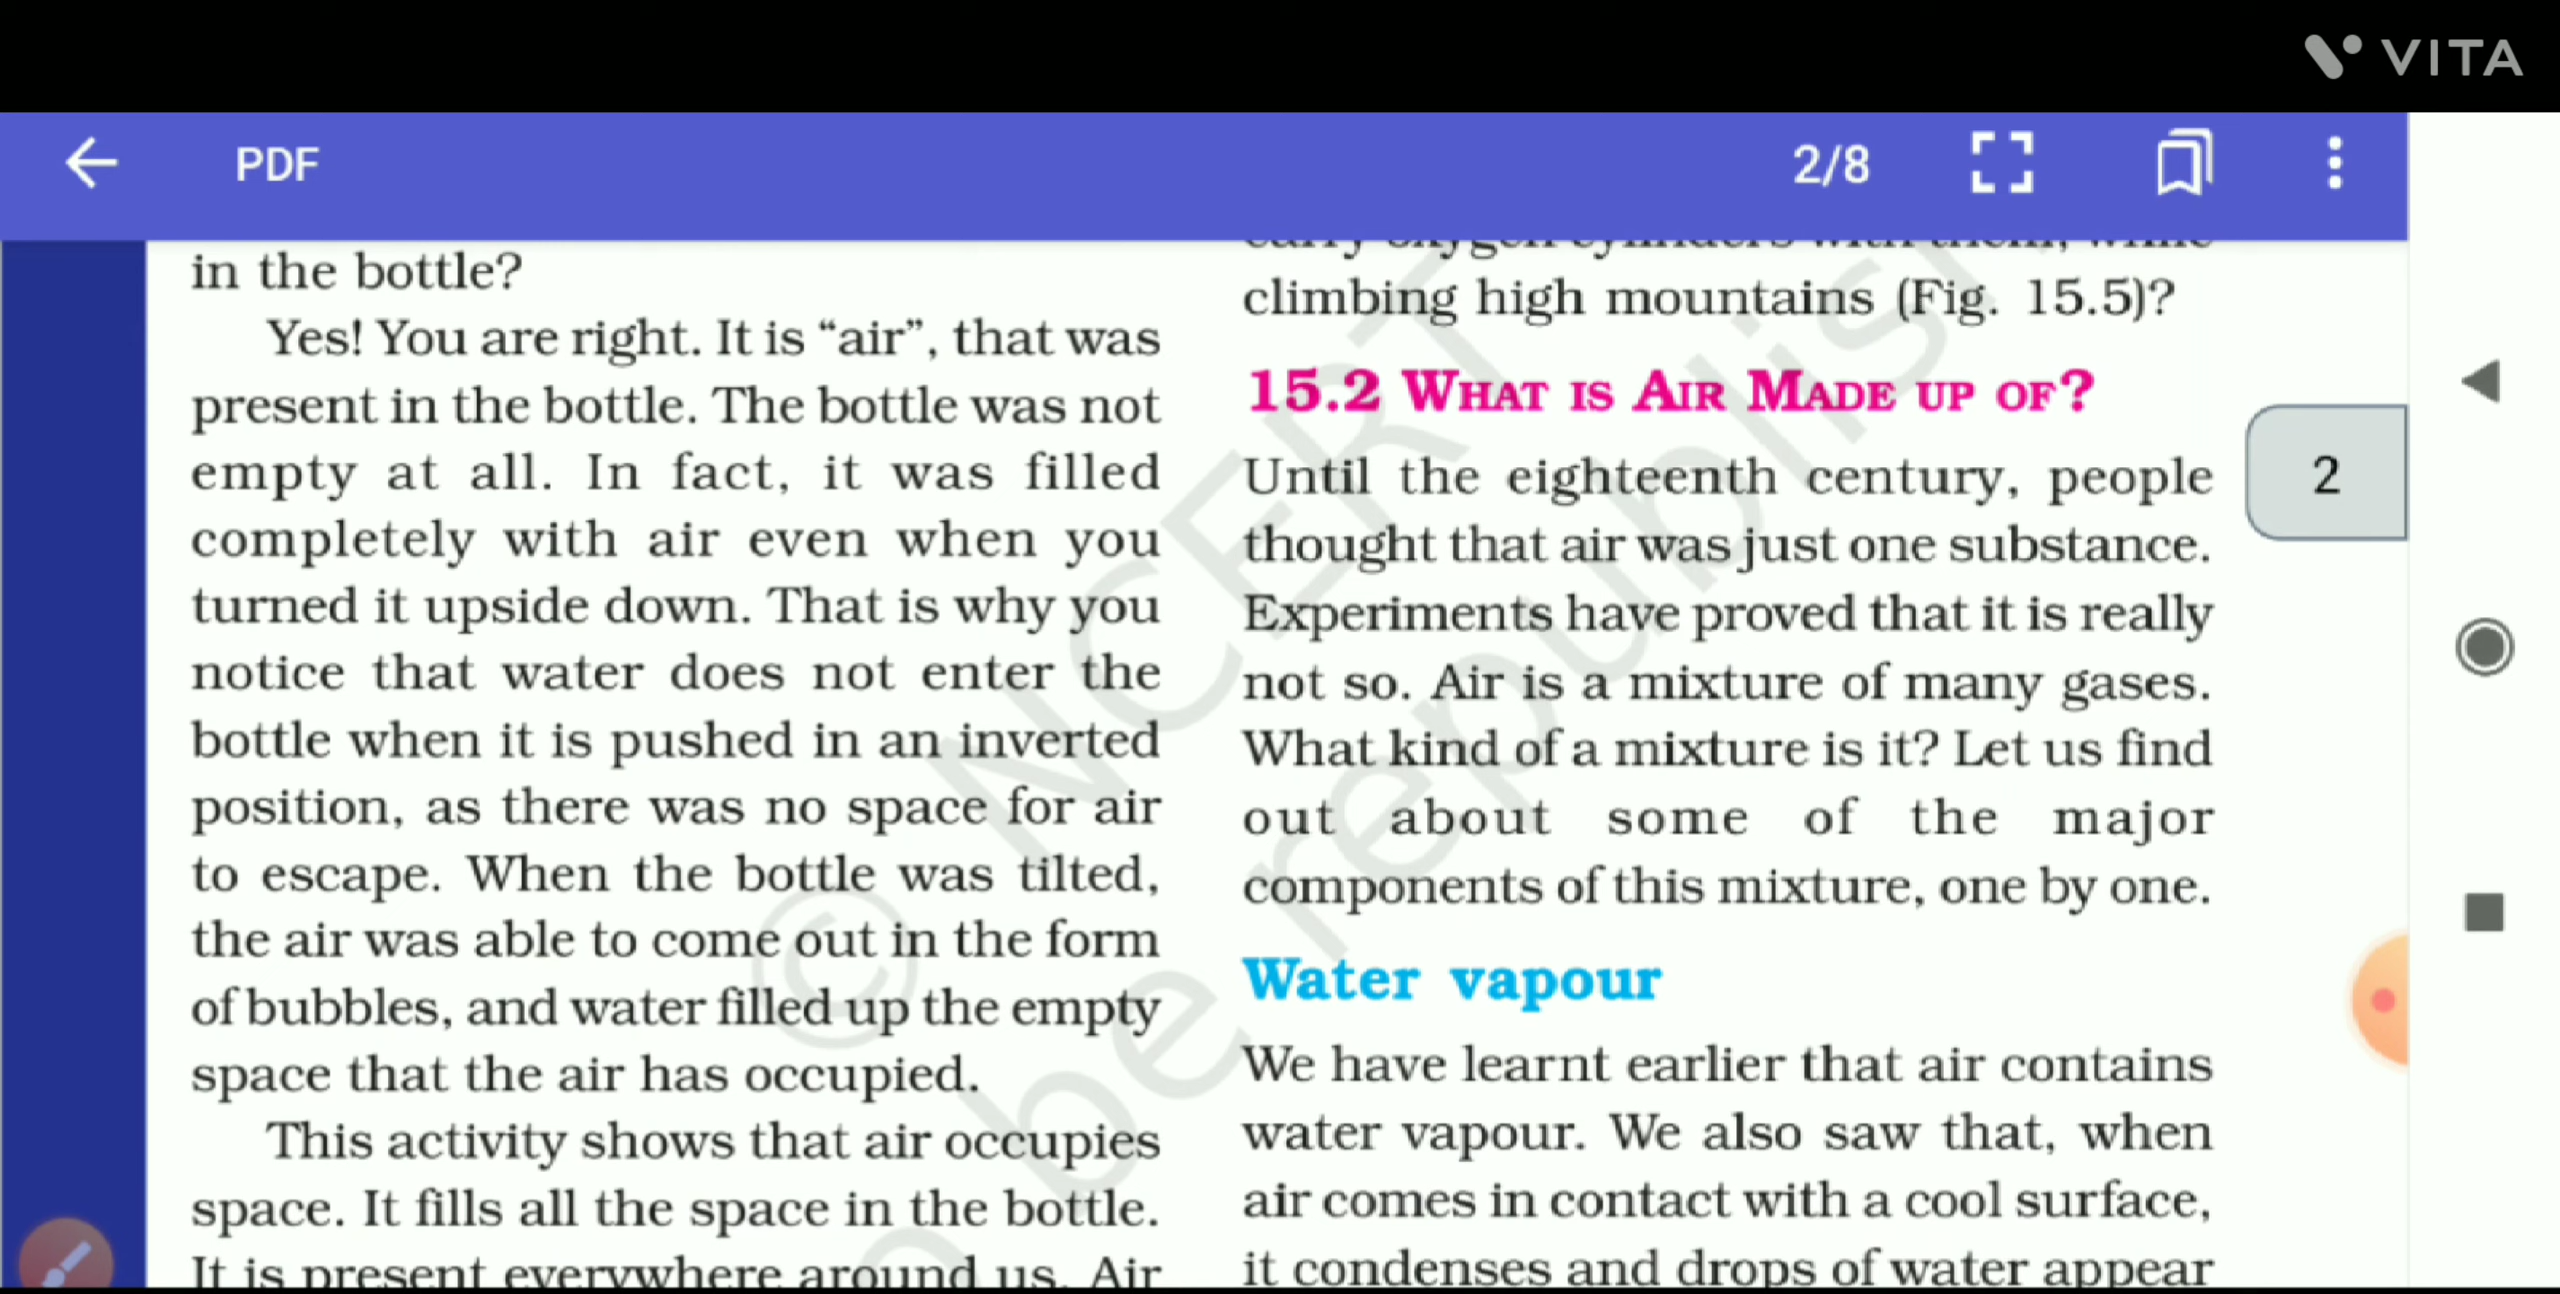 VITA
PDF
2/8
in the bottle?
Yes! You are right. It is “air”, that was
present in the bottle. The bottle was not
empty at all. In fact, it was filled
completely with air even when you
turned it upside down. That is why you
notice that water does not enter the
bottle when it is pushed in an inverted
position, as there was no space for air
to escape. When the bottle was tilted,
the air was able to come out in the form
of bubbles, and water filled up the empty
space that the air has occupied.
This activity shows that air occupies
space. It fills all the space in the bottle.
It is present everywhere around us. Air
carry oxygen cylinders with them, while
climbing high mountains (Fig. 15.5)?
15.2 WHAT IS AIR MADE UP OF?
Until the eighteenth century, people
thought that air was just one substance.
Experiments have proved that it is really
not so. Air is a mixture of many gases.
What kind of a mixture is it? Let us find
out about some of the major
components of this mixture, one by one.
Water vapour
We have learnt earlier that air contains
water vapour. We also saw that, when
air comes in contact with a cool surface,
it condenses and drops of water appear
2
© NCERT
be republish